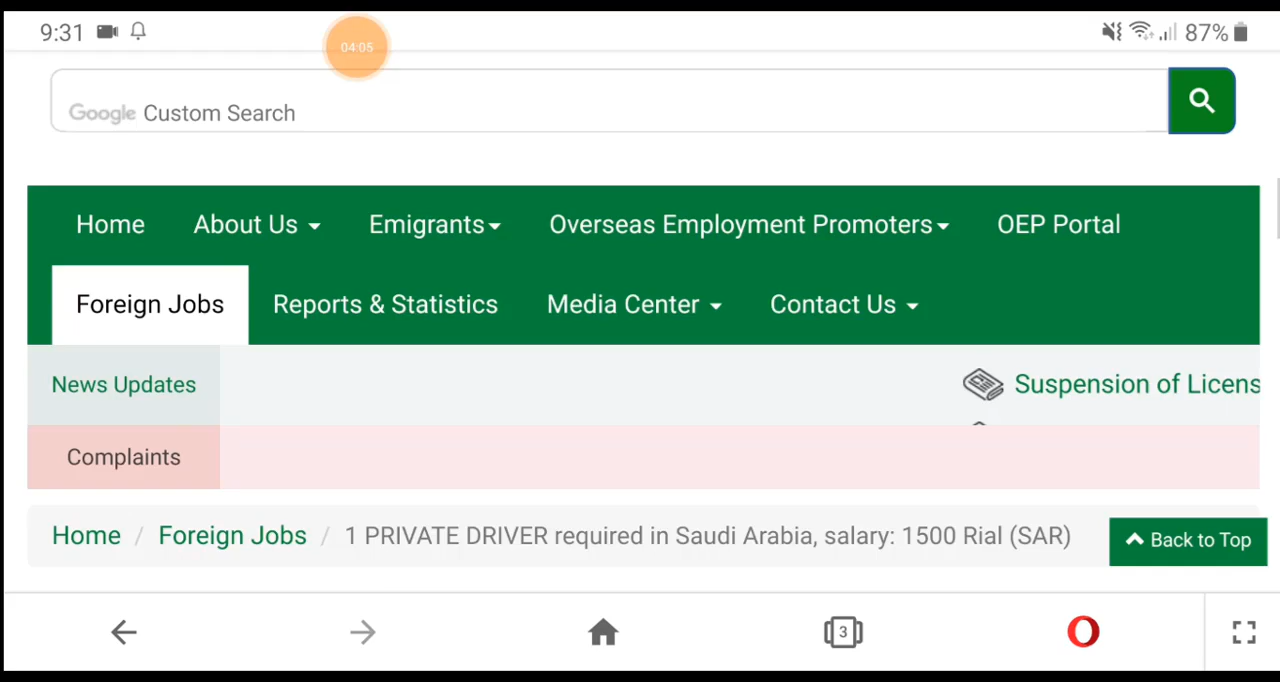 9:31
04:05
87%
Google Custom Search
Home About Us Emigrants Overseas Employment Promoters OEP Portal
Foreign Jobs Reports & Statistics Media Center Contact Us
News Updates Suspension of Licens
Complaints
Home / Foreign Jobs / 1 PRIVATE DRIVER required in Saudi Arabia, salary: 1500 Rial (SAR)
Back to Top
3